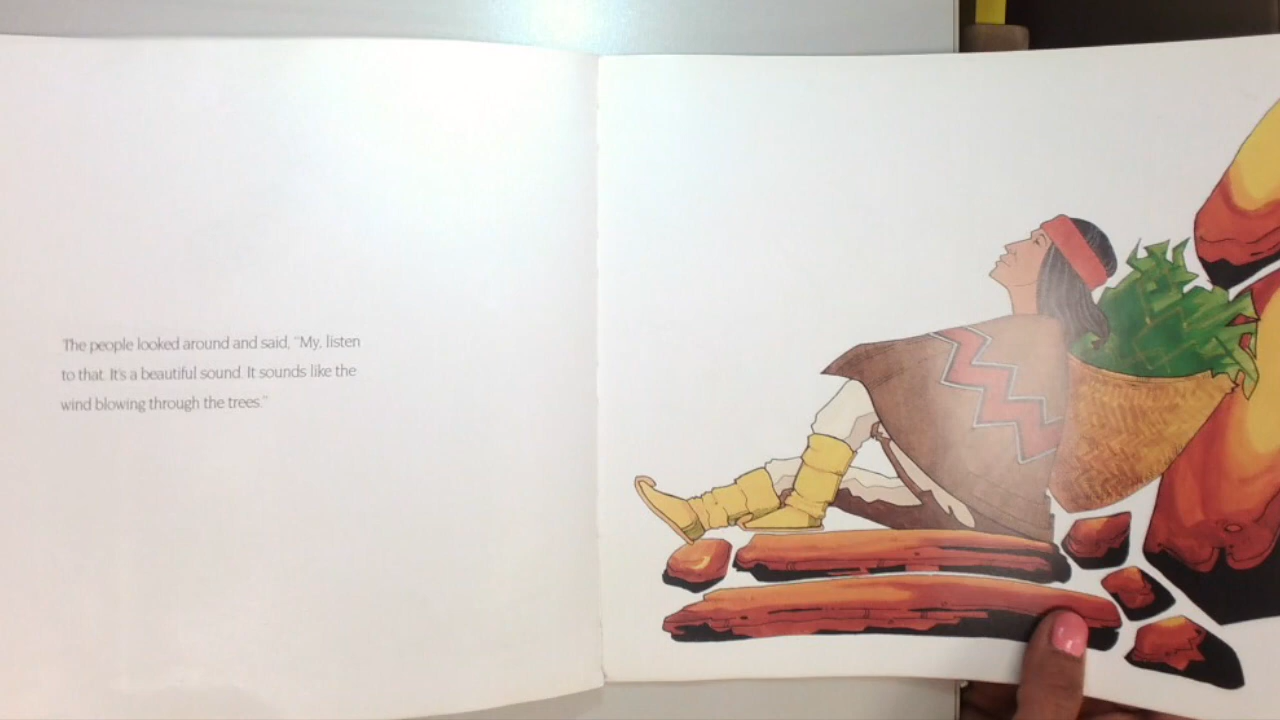 The people looked around and said, "My, listen
to that. It's a beautiful sound. It sounds like the
wind blowing through the trees."